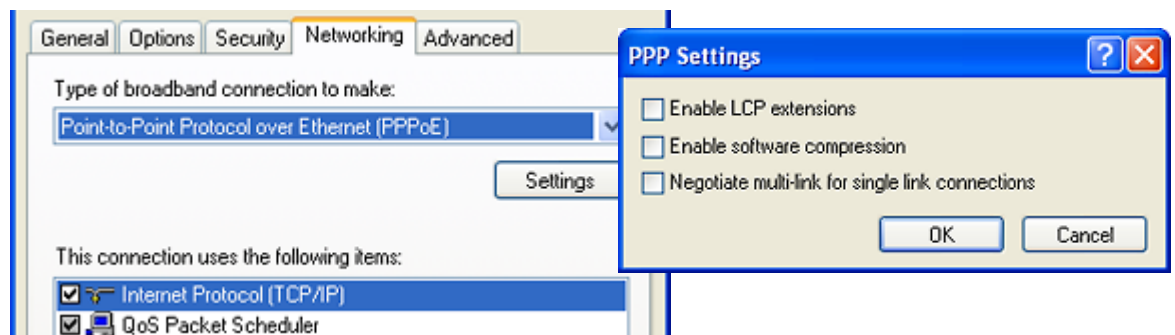 General Options Security Networking Advanced
Type of broadband connection to make:
Point-to-Point Protocol over Ethernet (PPPoE)
Settings
This connection uses the following items:
Internet Protocol (TCP/IP)
QoS Packet Scheduler
PPP Settings
Enable LCP extensions
Enable software compression
Negotiate multi-link for single link connections
OK Cancel